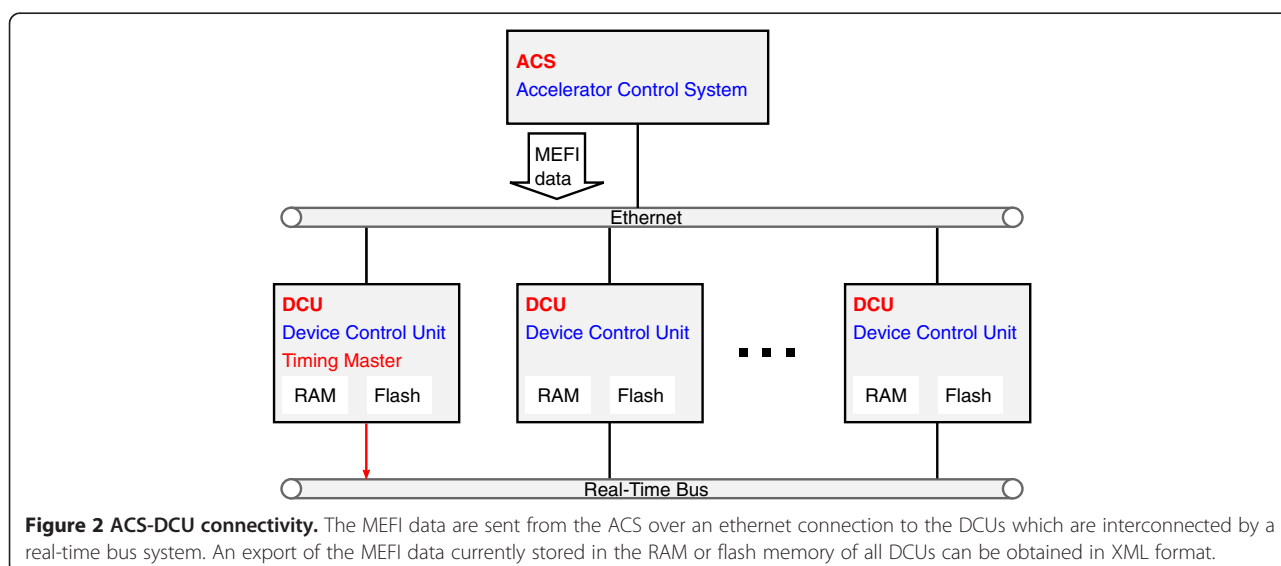 ACS
Accelerator Control System
MEFI
data
Ethernet
DCU
Device Control Unit
Timing Master
RAM Flash
DCU
Device Control Unit
RAM Flash
DCU
Device Control Unit
RAM Flash
Real-Time Bus
Figure 2 ACS-DCU connectivity. The MEFI data are sent from the ACS over an ethernet connection to the DCUs which are interconnected by a
real-time bus system. An export of the MEFI data currently stored in the RAM or flash memory of all DCUs can be obtained in XML format.